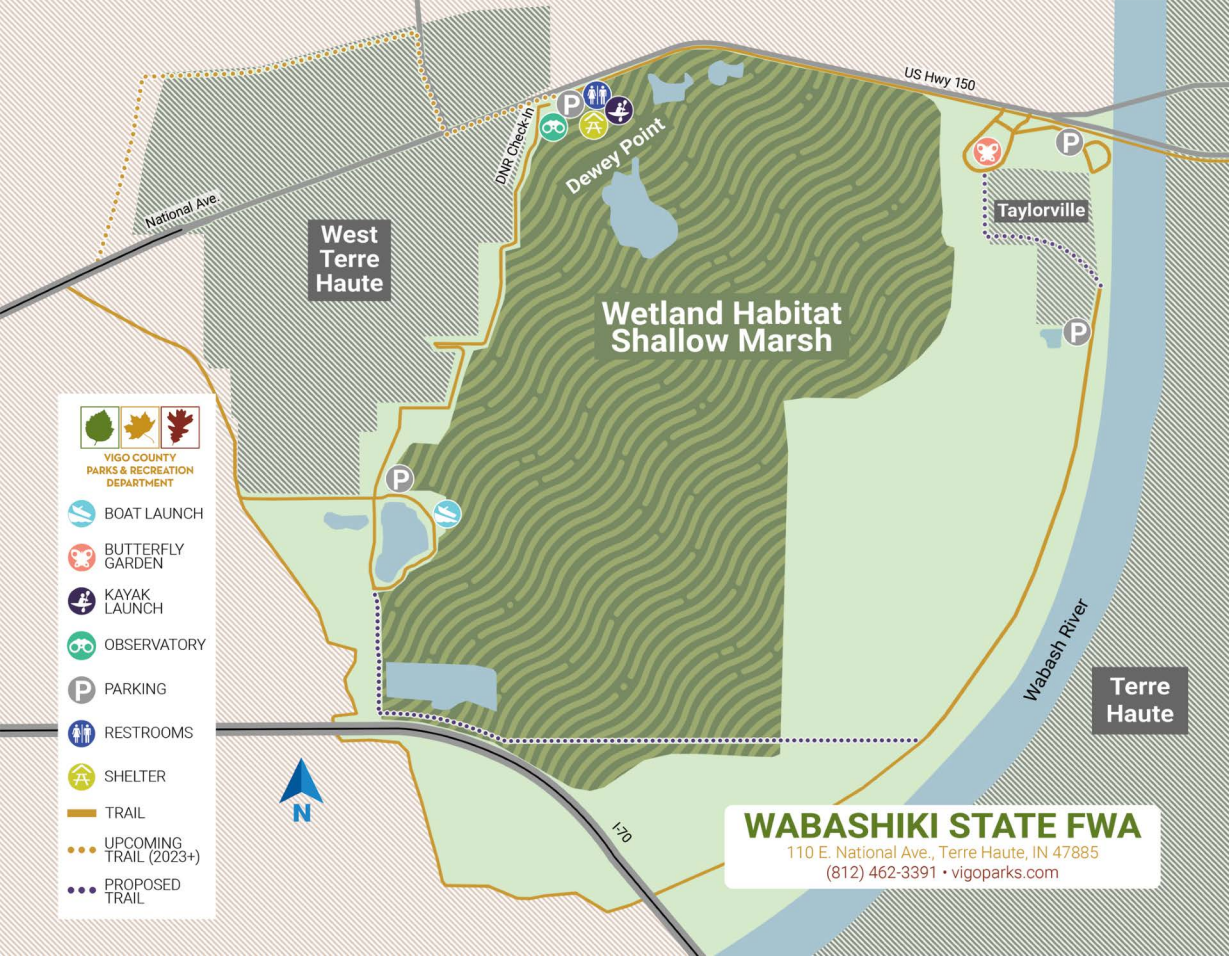 US Hwy 150
P
DNR Check-In
Dewey Point
P
National Ave.
Taylorville
West
Terre
Haute
Wetland Habitat
Shallow Marsh
P
VIGO COUNTY
PARKS & RECREATION
DEPARTMENT
P
BOAT LAUNCH
BUTTERFLY
GARDEN
KAYAK
LAUNCH
OBSERVATORY
P
PARKING
RESTROOMS
SHELTER
TRAIL
UPCOMING
TRAIL (2023+)
PROPOSED
TRAIL
N
Wabash River
Terre
Haute
I-70
WABASHIKI STATE FWA
110 E. National Ave., Terre Haute, IN 47885
(812) 462-3391 • vigoparks.com